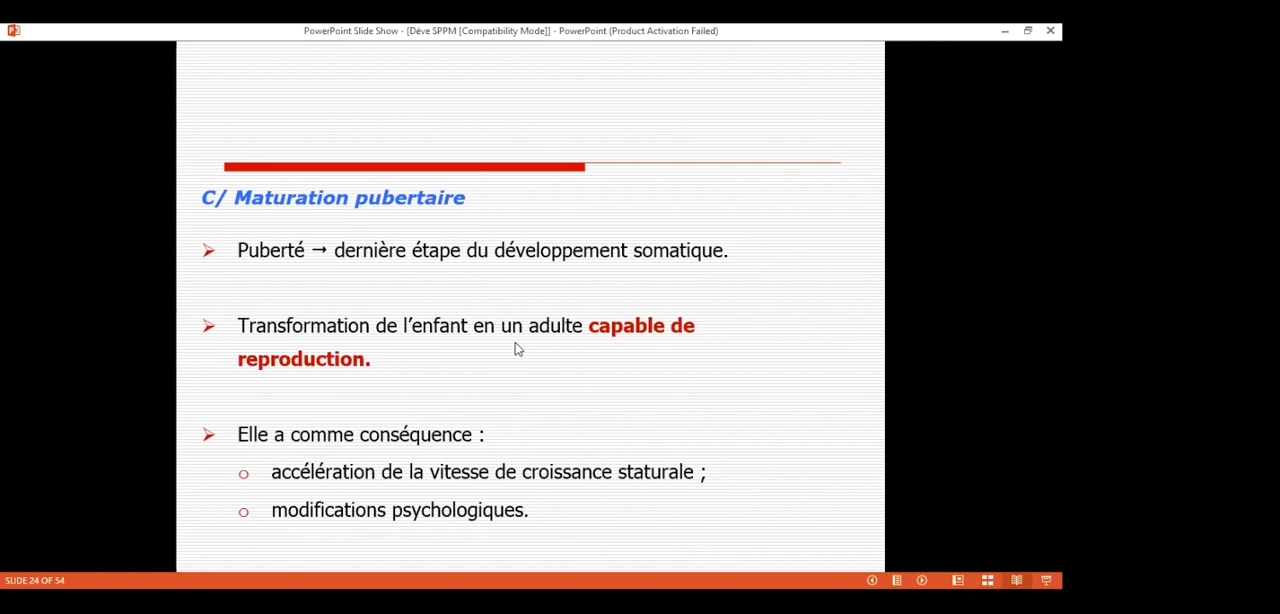 PowerPoint Slide Show - [Déve SPPM [Compatibility Mode]] - PowerPoint (Product Activation Failed)
C/ Maturation pubertaire
Puberté → dernière étape du développement somatique.
Transformation de l’enfant en un adulte capable de
reproduction.
Elle a comme conséquence :
accélération de la vitesse de croissance staturale ;
modifications psychologiques.
SLIDE 24 OF 54